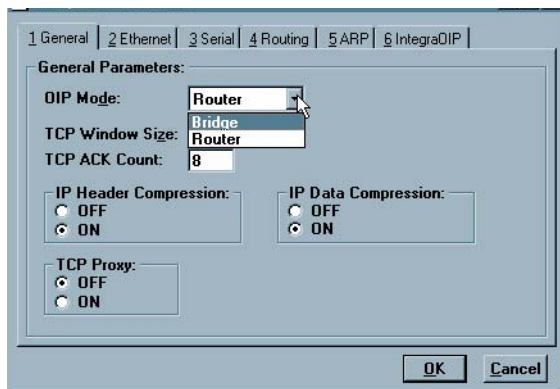 1 General 2 Ethernet 3 Serial 4 Routing 5 ARP 6 IntegraOIP
General Parameters:
OIP Mode: Router
Bridge
Router
TCP Window Size:
TCP ACK Count: 8
IP Header Compression: IP Data Compression:
OFF OFF
ON ON
TCP Proxy:
OFF
ON
OK Cancel